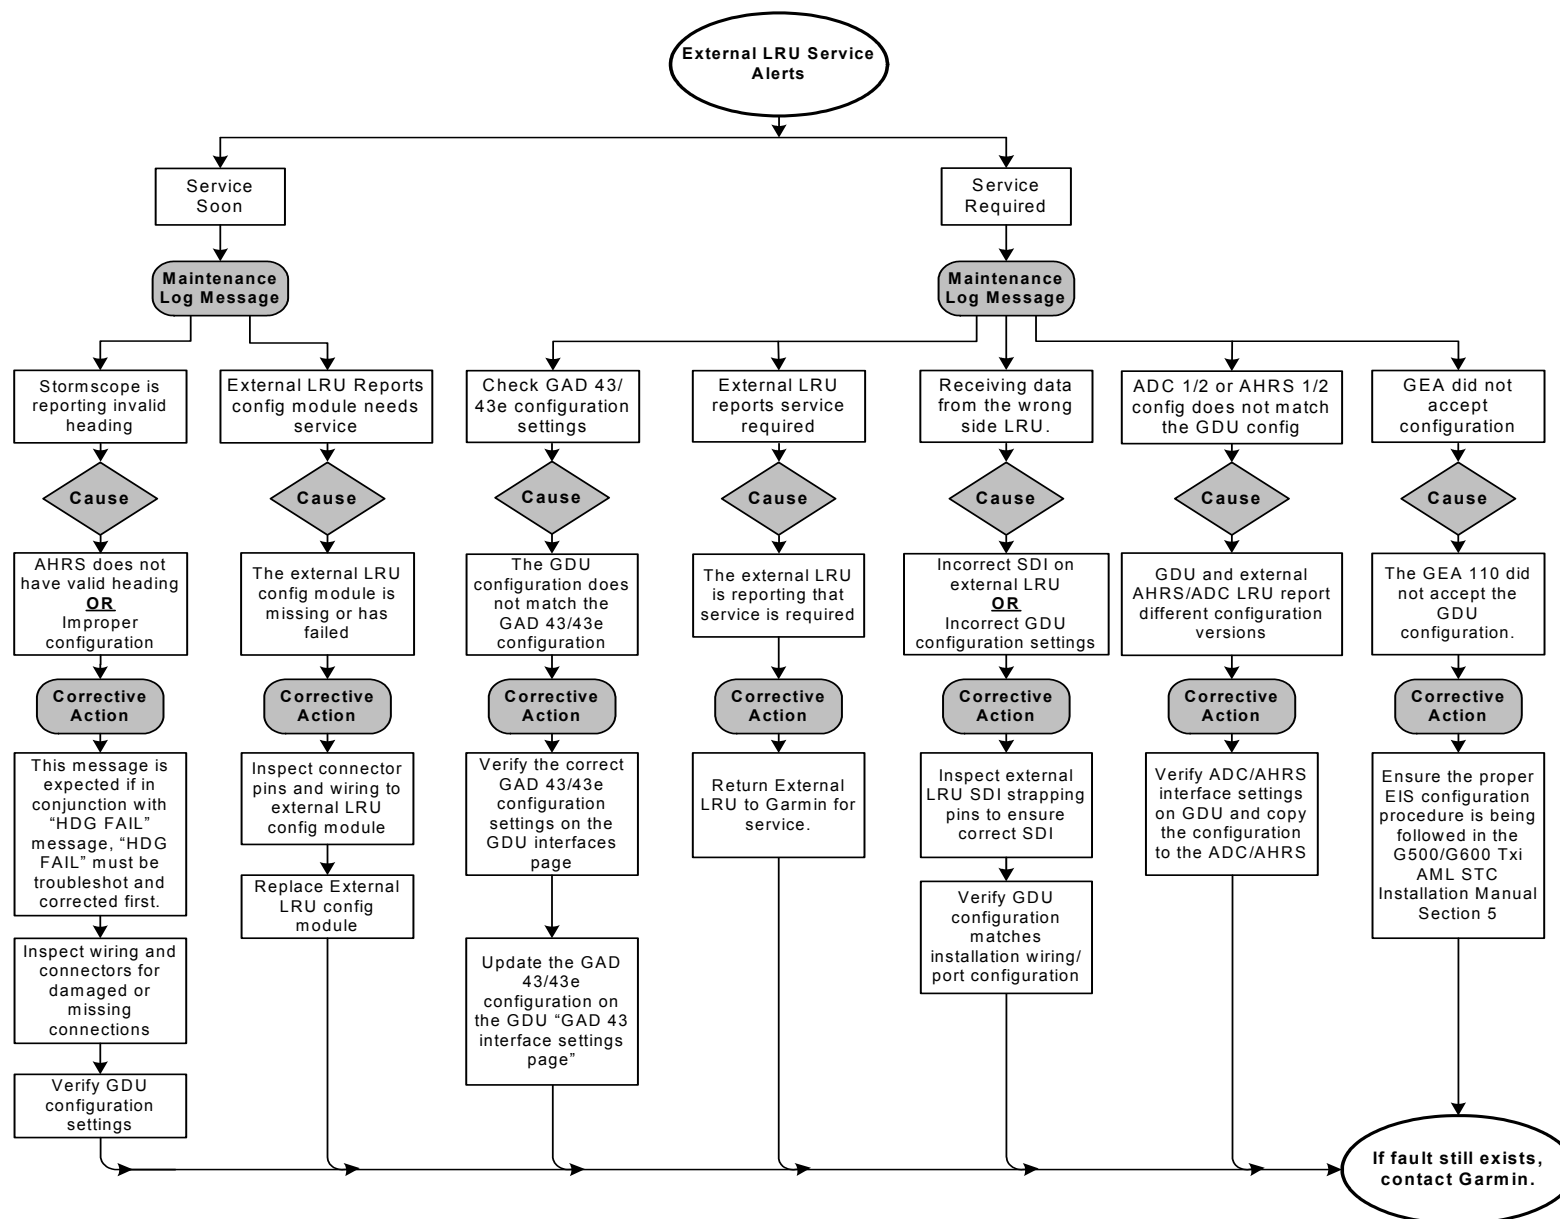 External LRU Service
Alerts
Service
Soon
Service
Required
Maintenance
Log Message
Maintenance
Log Message
Stormscope is
reporting invalid
heading
External LRU Reports
config module needs
service
Check GAD 43/
43e configuration
settings
External LRU
reports service
required
Receiving data
from the wrong
side LRU.
ADC 1/2 or AHRS 1/2
config does not match
the GDU config
GEA did not
accept
configuration
Cause
Cause
Cause
Cause
Cause
Cause
Cause
AHRS does not
have valid heading
OR
Improper
configuration
The external LRU
config module is
missing or has
failed
The GDU
configuration does
not match the
GAD 43/43e
configuration
The external LRU
is reporting that
service is required
Incorrect SDI on
external LRU
OR
Incorrect GDU
configuration settings
GDU and external
AHRS/ADC LRU report
different configuration
versions
The GEA 110 did
not accept the
GDU
configuration.
Corrective
Action
Corrective
Action
Corrective
Action
Corrective
Action
Corrective
Action
Corrective
Action
Corrective
Action
This message is
expected if in
conjunction with
“HDG FAIL”
message, “HDG
FAIL” must be
troubleshot and
corrected first.
Inspect connector
pins and wiring to
external LRU
config module
Verify the correct
GAD 43/43e
configuration
settings on the
GDU interfaces
page
Return External
LRU to Garmin for
service.
Inspect external
LRU SDI strapping
pins to ensure
correct SDI
Verify ADC/AHRS
interface settings
on GDU and copy
the configuration
to the ADC/AHRS
Ensure the proper
EIS configuration
procedure is being
followed in the
G500/G600 Txi
AML STC
Installation Manual
Section 5
Replace External
LRU config
module
Verify GDU
configuration
matches
installation wiring/
port configuration
Inspect wiring and
connectors for
damaged or
missing
connections
Update the GAD
43/43e
configuration on
the GDU “GAD 43
interface settings
page”
Verify GDU
configuration
settings
If fault still exists,
contact Garmin.